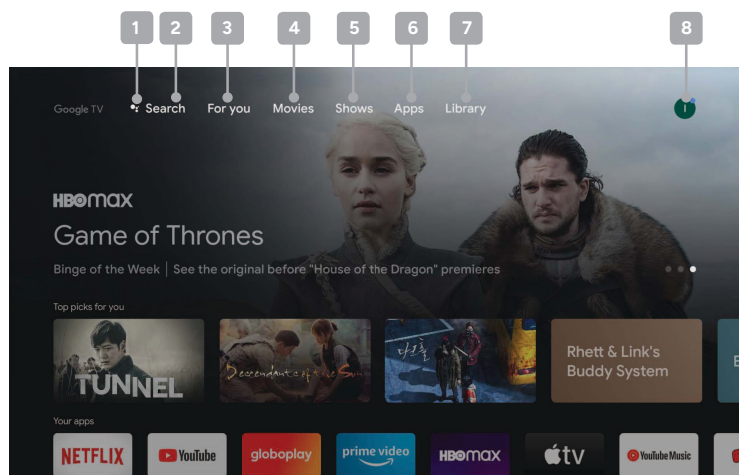 1 2 3 4 5 6 7 8
Google TV Search For you Movies Shows Apps Library I
HBOmax
Game of Thrones
Binge of the Week | See the original before "House of the Dragon" premieres
Top picks for you
TUNNEL
Descendants of the Sun
Rhett & Link's
Buddy System
Your apps
NETFLIX YouTube globoplay prime video HBOmax tv YouTube Music